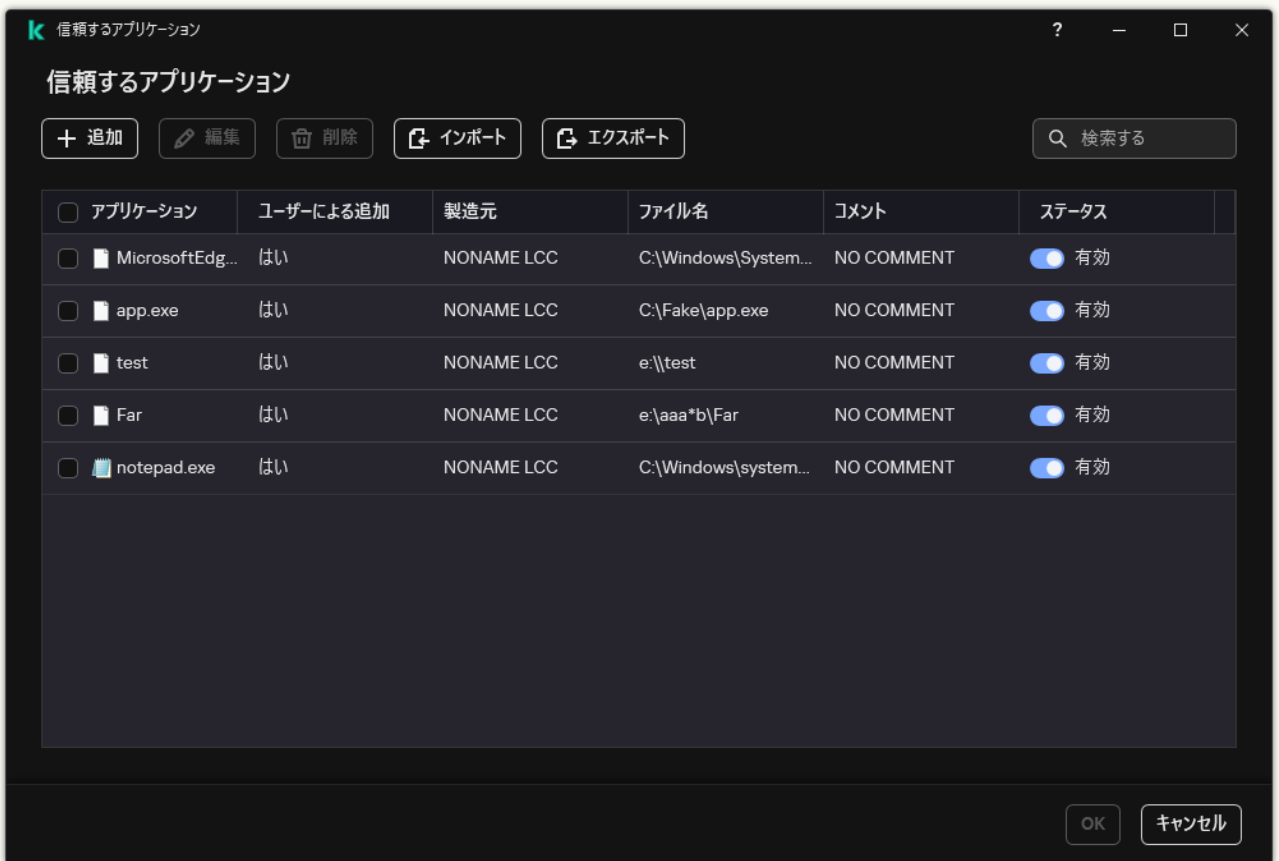 信頼するアプリケーション
?
信頼するアプリケーション
追加 編集 削除 インポート エクスポート 検索する
アプリケーション ユーザーによる追加 製造元 ファイル名 コメント ステータス
MicrosoftEdg... はい NONAME LCC C:\Windows\System... NO COMMENT 有効
app.exe はい NONAME LCC C:\Fake\app.exe NO COMMENT 有効
test はい NONAME LCC e:\\test NO COMMENT 有効
Far はい NONAME LCC e:\aaa*b\Far NO COMMENT 有効
notepad.exe はい NONAME LCC C:\Windows\system... NO COMMENT 有効
OK キャンセル